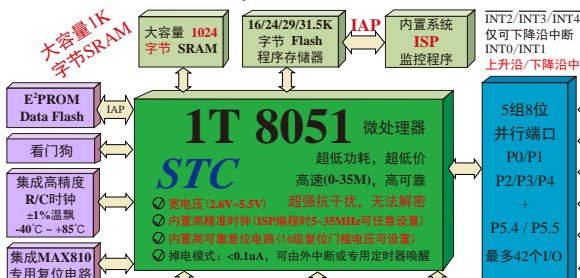 大容量1K
字节SRAM
大容量 1024
字节 SRAM
16/24/29/31.5K
字节 Flash
程序存储器
IAP
内置系统
ISP
监控程序
INT2/INT3/INT4
仅可下降沿中断
INT0/INT1
上升沿/下降沿中
E²PROM
Data Flash
IAP
看门狗
集成高精度
R/C时钟
±1%温飘
-40℃ ~ +85℃
集成MAX810
专用复位电路
1T 8051 微处理器
STC
超低功耗，超低价
高速(0-35M)，高可靠
超强抗干扰，无法解密
宽电压(2.6V~5.5V)
内置高精准时钟(ISP编程时5~35MHz可任意设置)
内置高可靠复位电路(16级复位门槛电压可设置)
掉电模式：<0.1uA，可由外中断或专用定时器唤醒
5组8位
并行端口
P0/P1
P2/P3/P4
+
P5.4 / P5.5
最多42个I/O